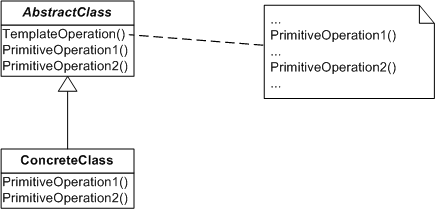 AbstractClass
TemplateOperation()
PrimitiveOperation1()
PrimitiveOperation2()
...
PrimitiveOperation1()
...
PrimitiveOperation2()
...
ConcreteClass
PrimitiveOperation1()
PrimitiveOperation2()